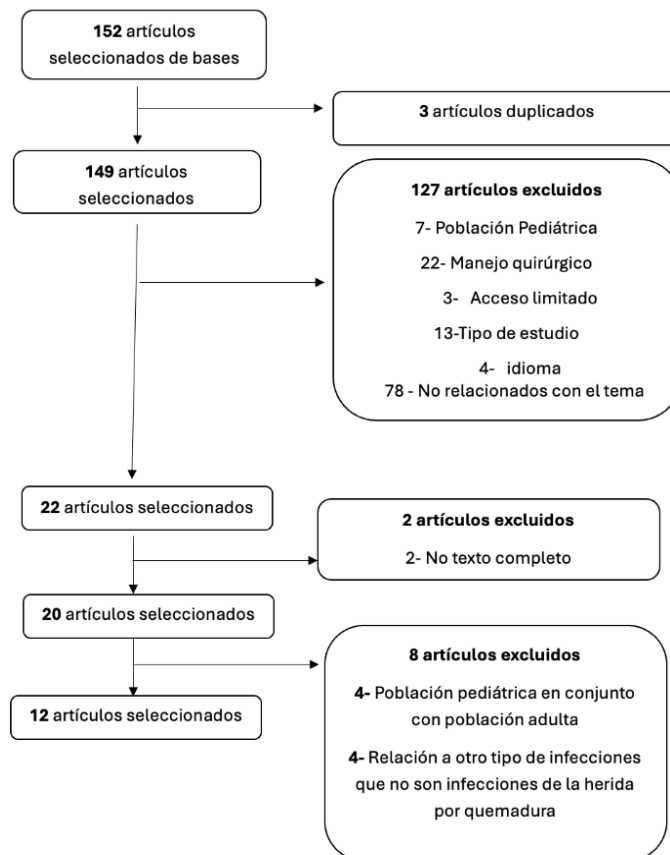 152 artículos
seleccionados de bases
3 artículos duplicados
149 artículos
seleccionados
127 artículos excluidos
7- Población Pediátrica
22- Manejo quirúrgico
3- Acceso limitado
13-Tipo de estudio
4- idioma
78 - No relacionados con el tema
22 artículos seleccionados
2 artículos excluidos
2- No texto completo
20 artículos seleccionados
8 artículos excluidos
4- Población pediátrica en conjunto
con población adulta
4- Relación a otro tipo de infecciones
que no son infecciones de la herida
por quemadura
12 artículos seleccionados